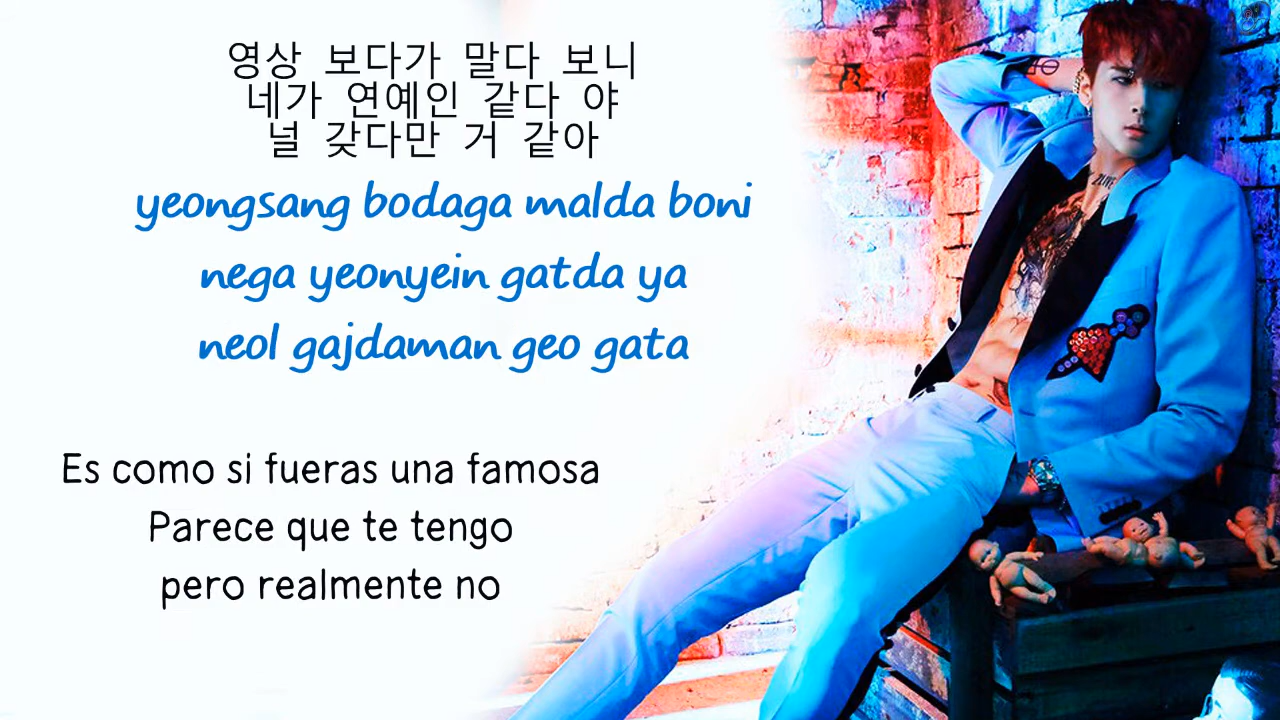 영상 보다가 말다 보니
네가 연예인 같다 야
널 갖다만 거 같아
yeongsang bodaga malda boni
nega yeonyein gatda ya
neol gajdaman geo gata
Es como si fueras una famosa
Parece que te tengo
pero realmente no